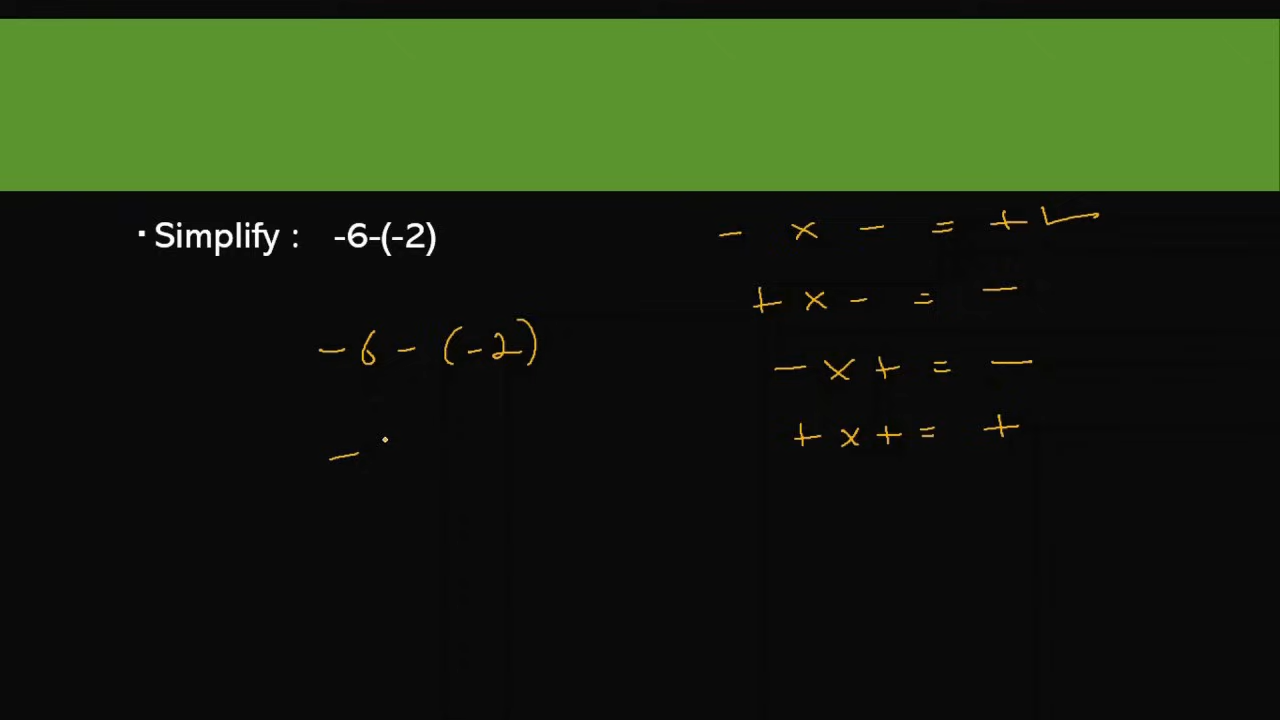 · Simplify : -6-(-2)
- x - = + ✓
+ x - = -
- 6 - (-2)
- x + = -
+ x + = +
-